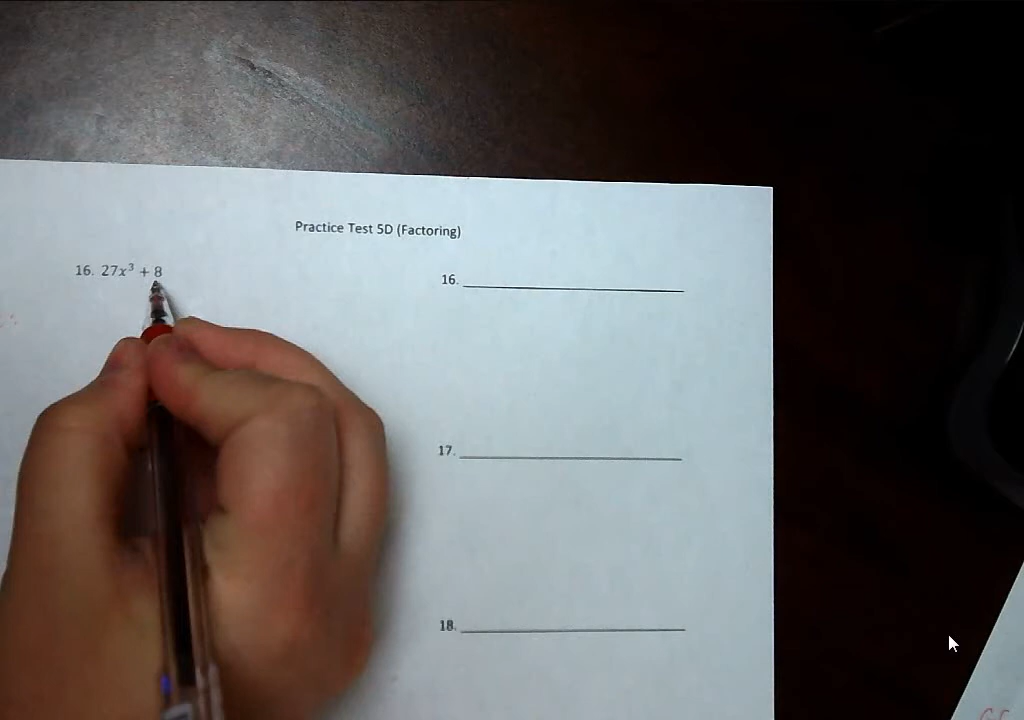 Practice Test 5D (Factoring)
16. 27x³ + 8
16.
17.
18.